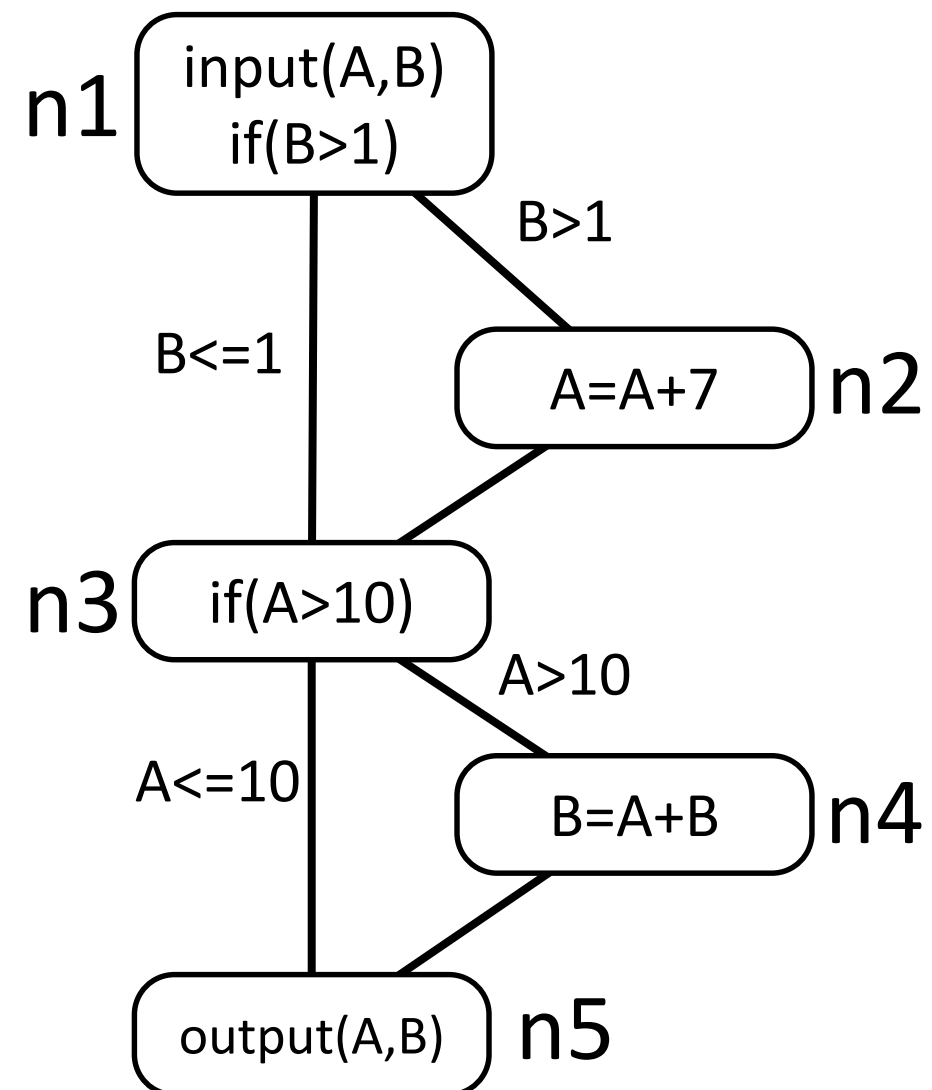 input(A,B)
n1
if(B>1)
B>1
B<=1
A=A+7
n2
n3
if(A>10)
A>10
A<=10
B=A+B
n4
output(A,B)
n5